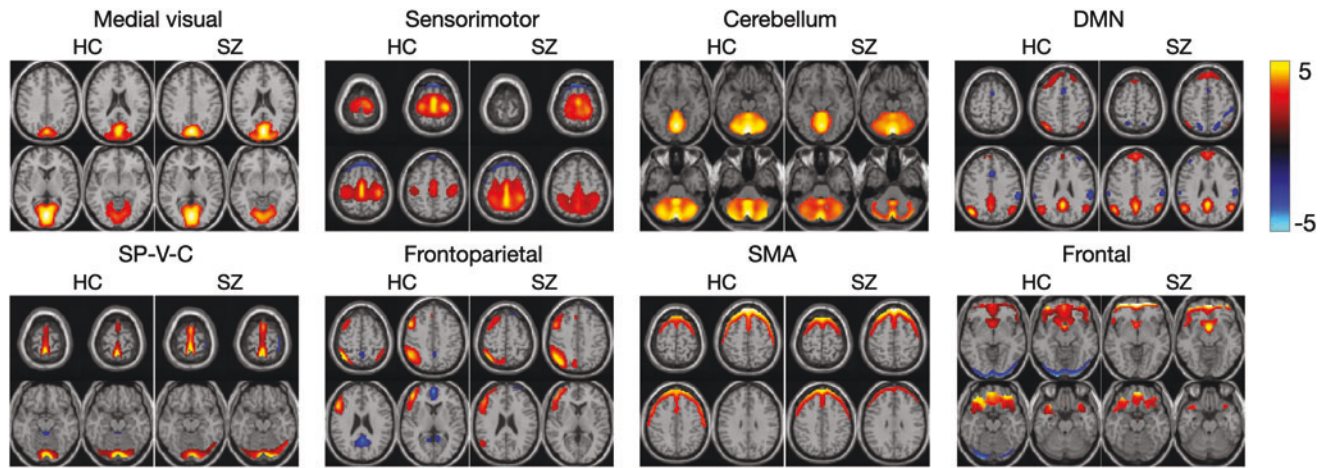 Medial visual Sensorimotor Cerebellum DMN
HC SZ HC SZ HC SZ HC SZ
5
-5
SP-V-C Frontoparietal SMA Frontal
HC SZ HC SZ HC SZ HC SZ